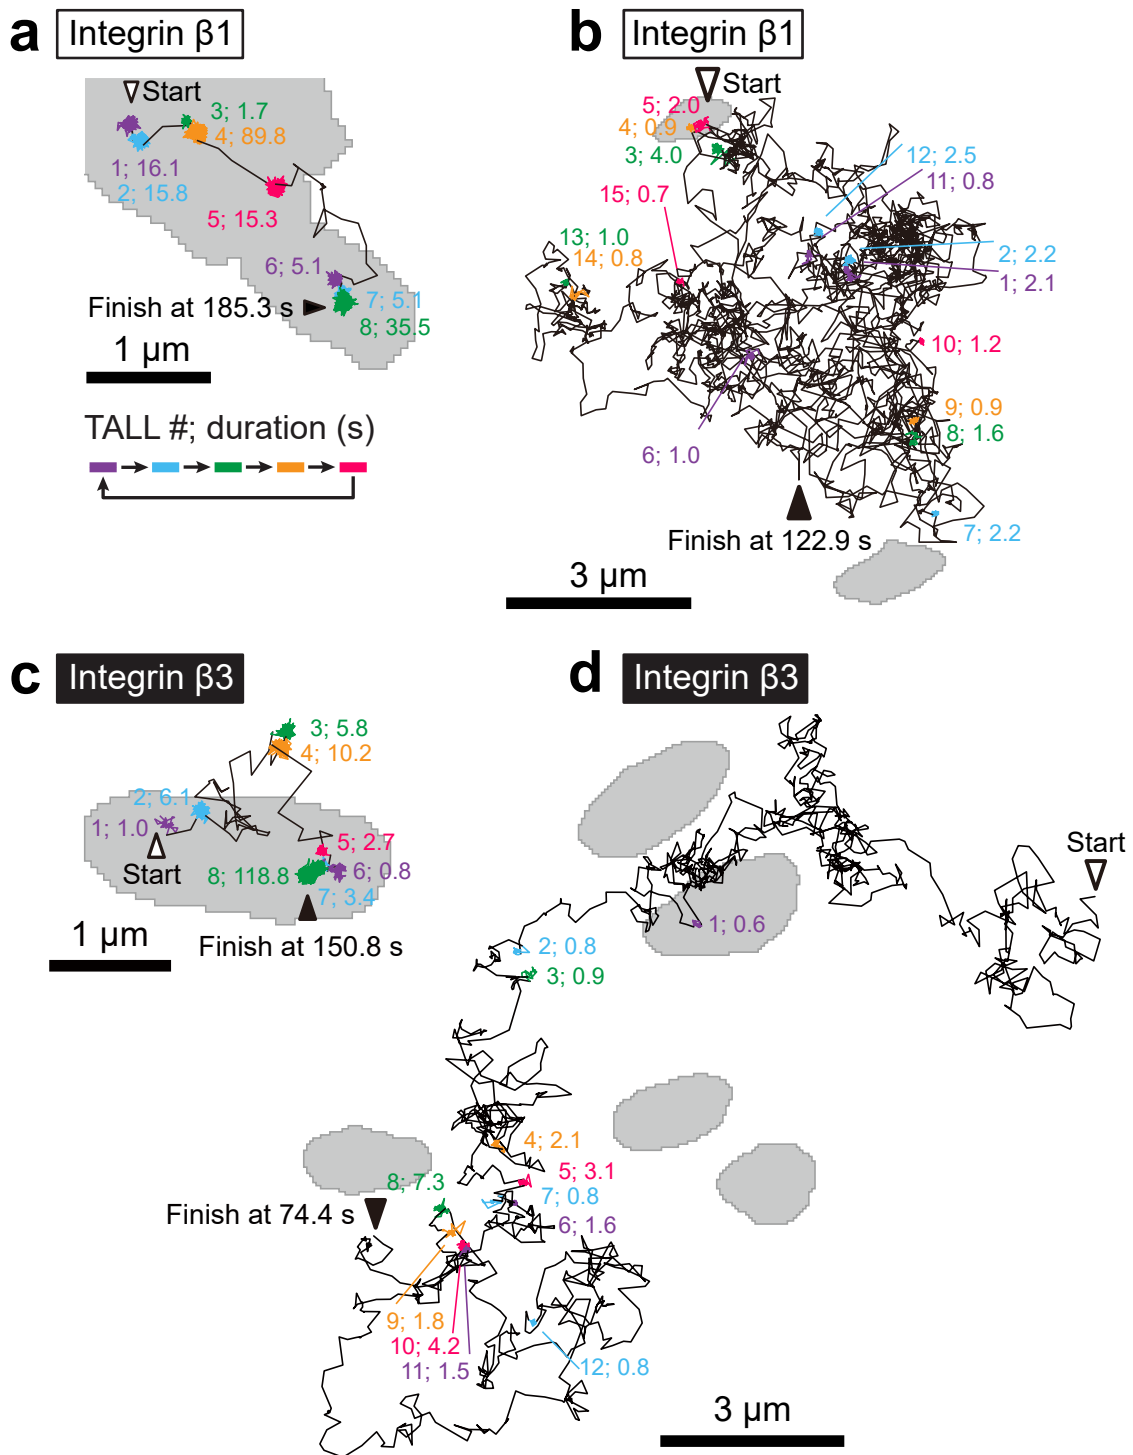 a Integrin β1
Start
3; 1.7
4; 89.8
1; 16.1
2; 15.8
5; 15.3
6; 5.1
7; 5.1
Finish at 185.3 s
8; 35.5
1 μm
TALL #; duration (s)
b Integrin β1
Start
5; 2.0
4; 0.9
3; 4.0
12; 2.5
11; 0.8
15; 0.7
13; 1.0
14; 0.8
2; 2.2
1; 2.1
10; 1.2
9; 0.9
8; 1.6
6; 1.0
7; 2.2
Finish at 122.9 s
3 μm
c Integrin β3
3; 5.8
4; 10.2
2; 6.1
1; 1.0
Start
5; 2.7
8; 118.8
6; 0.8
7; 3.4
Finish at 150.8 s
1 μm
d Integrin β3
Start
1; 0.6
2; 0.8
3; 0.9
4; 2.1
5; 3.1
8; 7.3
7; 0.8
6; 1.6
Finish at 74.4 s
9; 1.8
10; 4.2
11; 1.5
12; 0.8
3 μm